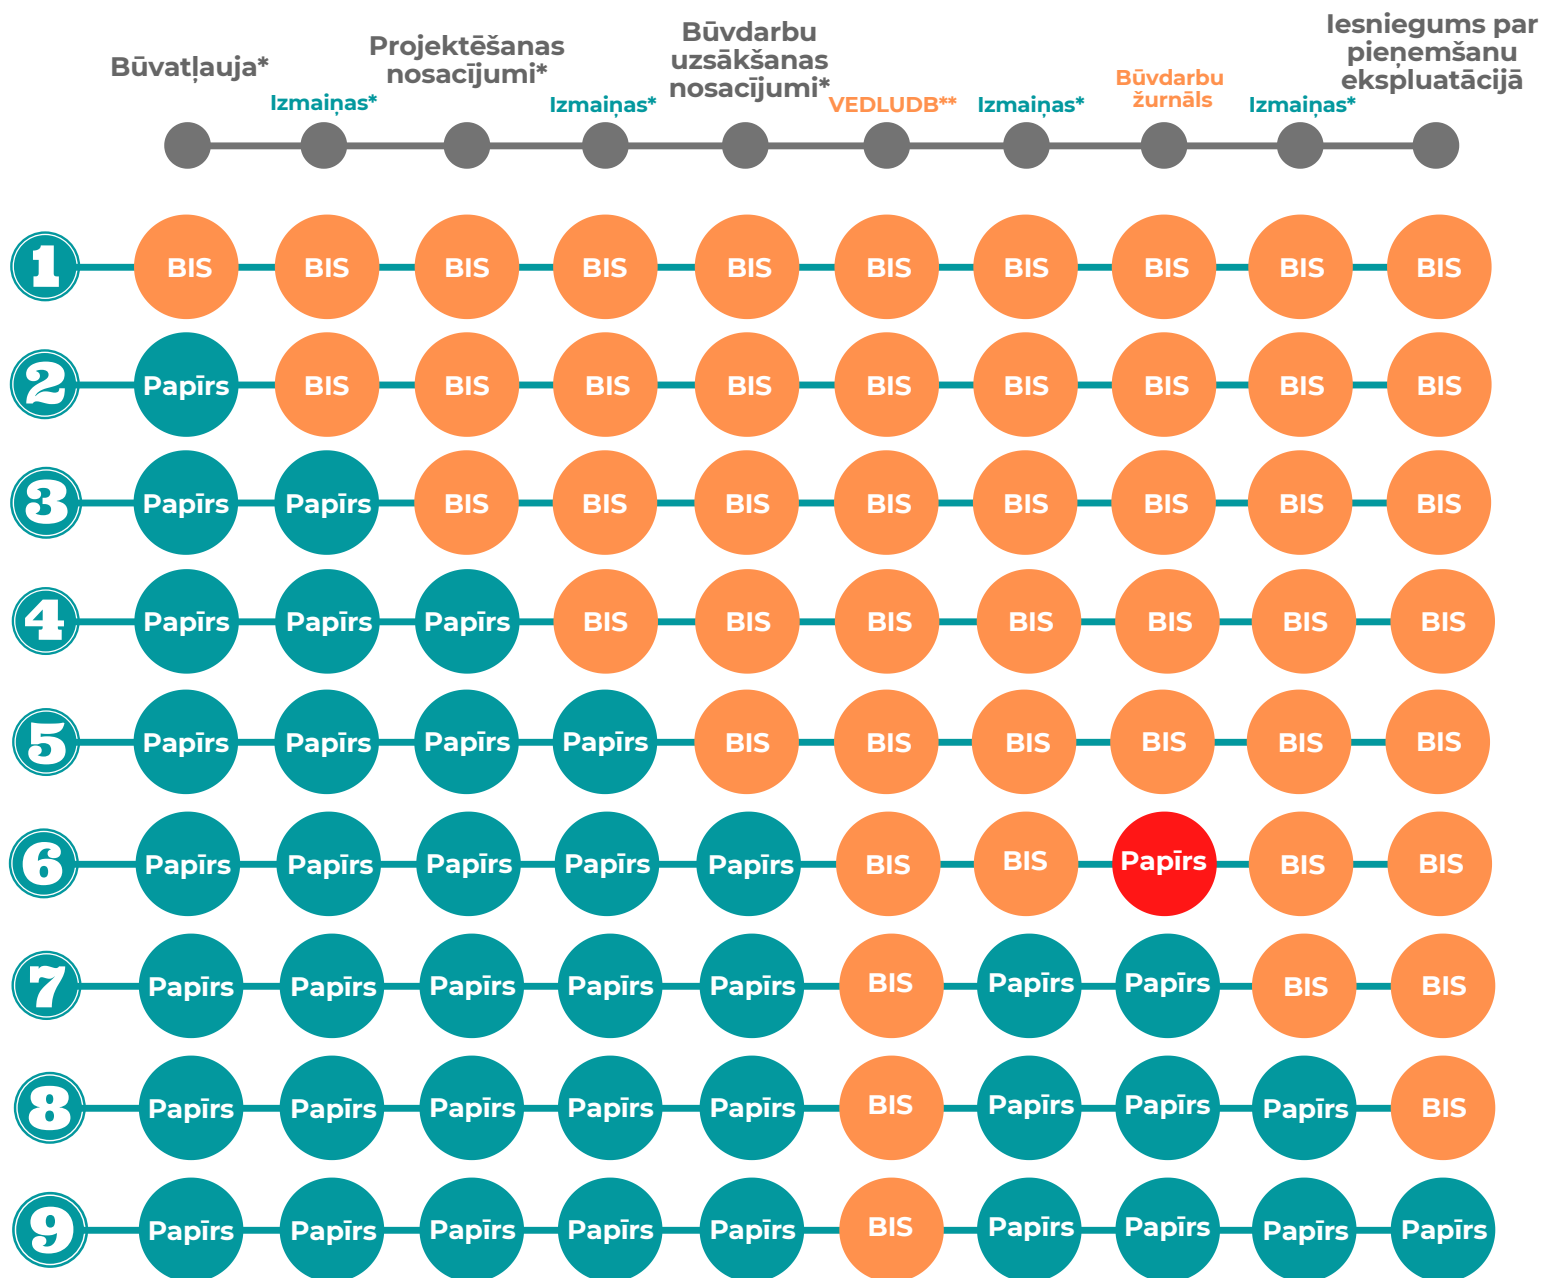 Būvatļauja*
Izmaiņas*
Projektēšanas
nosacījumi*
Izmaiņas*
Būvdarbu
uzsākšanas
nosacījumi*
VEDLUDB**
Izmaiņas*
Būvdarbu
žurnāls
Izmaiņas*
Iesniegums par
pieņemšanu
ekspluatācijā
1 BIS BIS BIS BIS BIS BIS BIS BIS BIS BIS
2 Papīrs BIS BIS BIS BIS BIS BIS BIS BIS BIS
3 Papīrs Papīrs BIS BIS BIS BIS BIS BIS BIS BIS
4 Papīrs Papīrs Papīrs BIS BIS BIS BIS BIS BIS BIS
5 Papīrs Papīrs Papīrs Papīrs BIS BIS BIS BIS BIS BIS
6 Papīrs Papīrs Papīrs Papīrs Papīrs BIS BIS Papīrs BIS BIS
7 Papīrs Papīrs Papīrs Papīrs Papīrs BIS Papīrs Papīrs BIS BIS
8 Papīrs Papīrs Papīrs Papīrs Papīrs BIS Papīrs Papīrs Papīrs BIS
9 Papīrs Papīrs Papīrs Papīrs Papīrs BIS Papīrs Papīrs Papīrs Papīrs